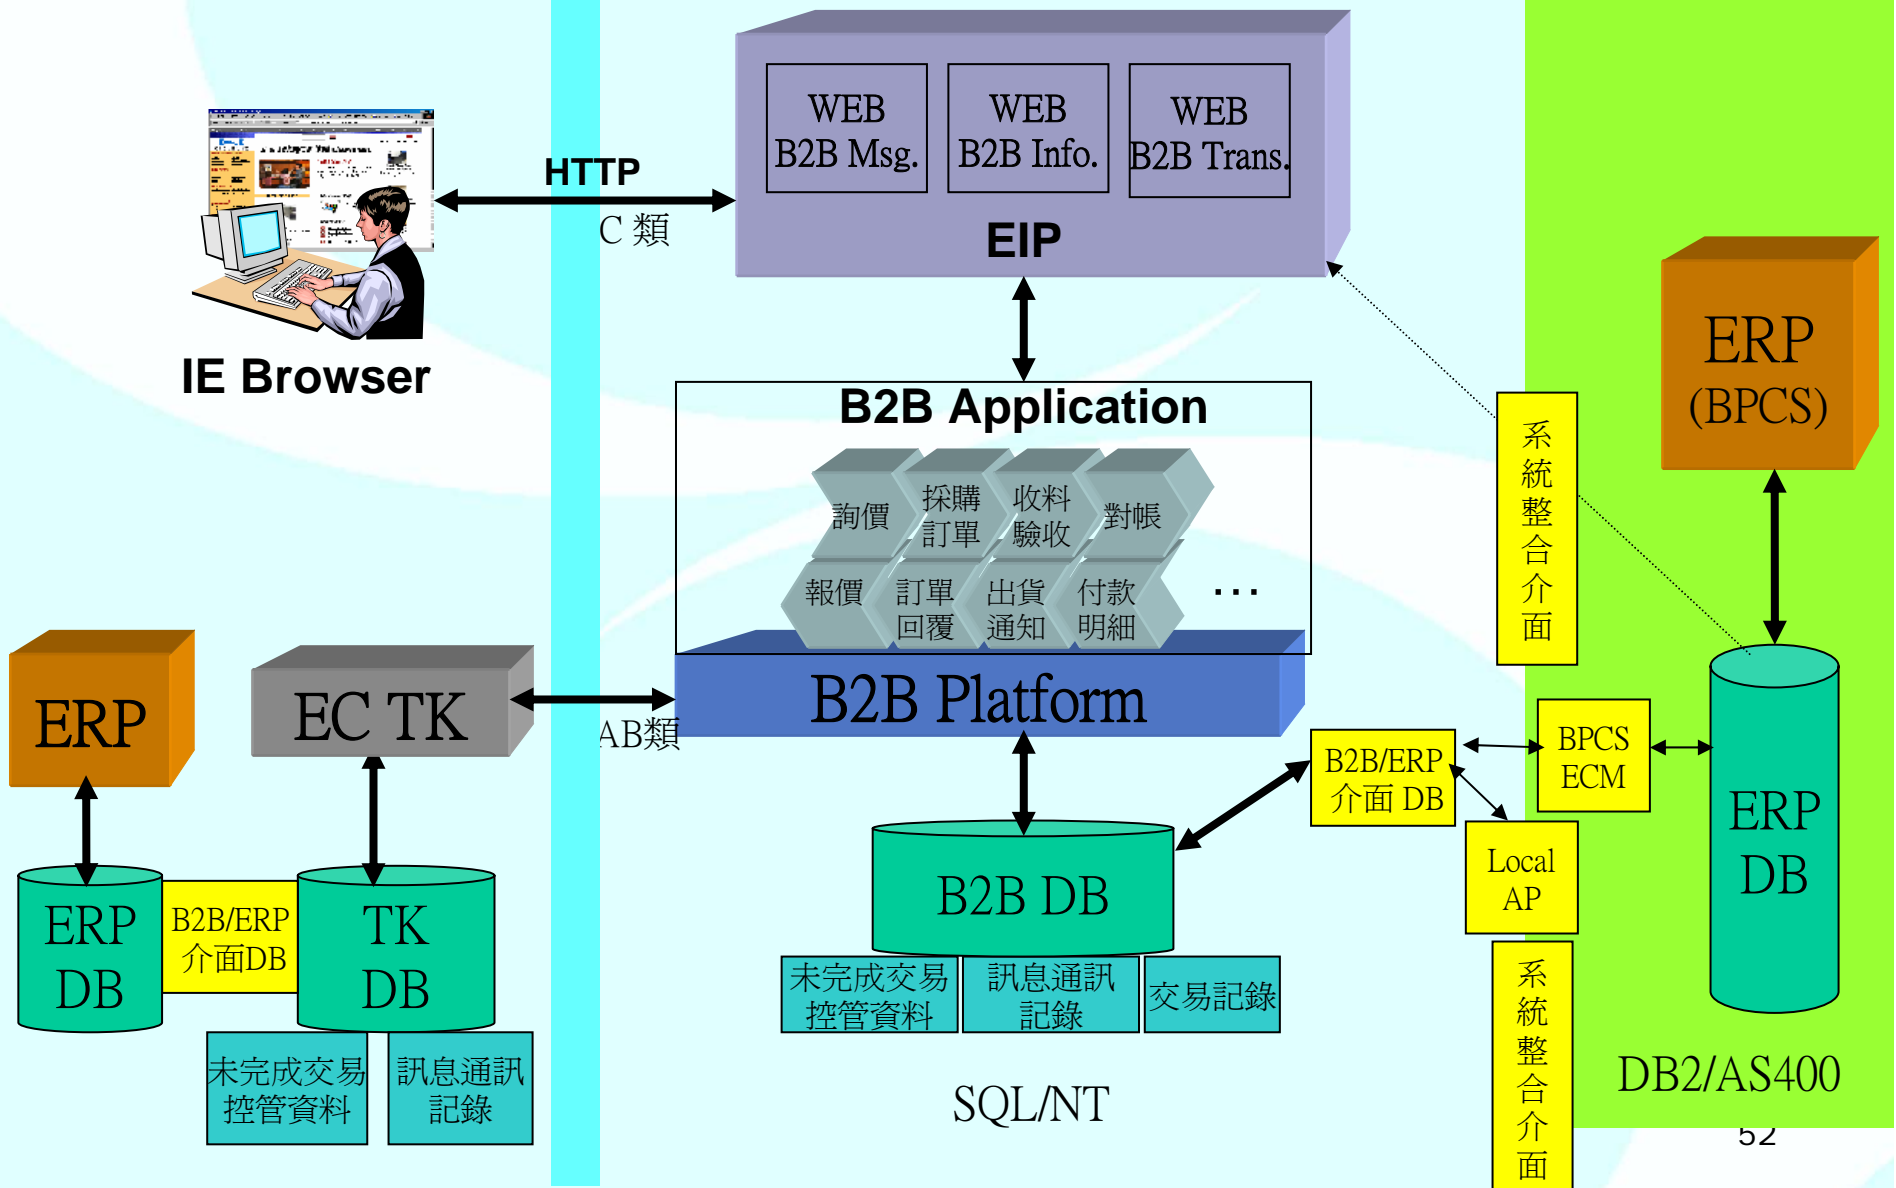 WEB
B2B Msg.
WEB
B2B Info.
WEB
B2B Trans.
EIP
HTTP
C 類
IE Browser
ERP
(BPCS)
系
統
整
合
介
面
B2B Application
詢價
採購
訂單
收料
驗收
對帳
報價
訂單
回覆
出貨
通知
付款
明細
…
B2B Platform
ERP
EC TK
AB類
B2B/ERP
介面 DB
BPCS
ECM
Local
AP
ERP
DB
B2B DB
未完成交易
控管資料
訊息通訊
記錄
交易記錄
ERP
DB
B2B/ERP
介面DB
TK
DB
未完成交易
控管資料
訊息通訊
記錄
SQL/NT
系
統
整
合
介
面
DB2/AS400
52